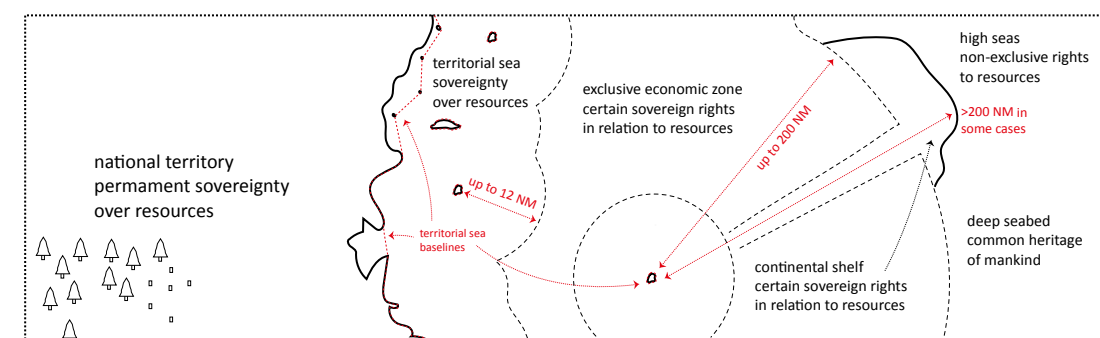 national territory
permament sovereignty
over resources
territorial sea
sovereignty
over resources
up to 12 NM
territorial sea
baselines
exclusive economic zone
certain sovereign rights
in relation to resources
up to 200 NM
continental shelf
certain sovereign rights
in relation to resources
high seas
non-exclusive rights
to resources
>200 NM in
some cases
deep seabed
common heritage
of mankind